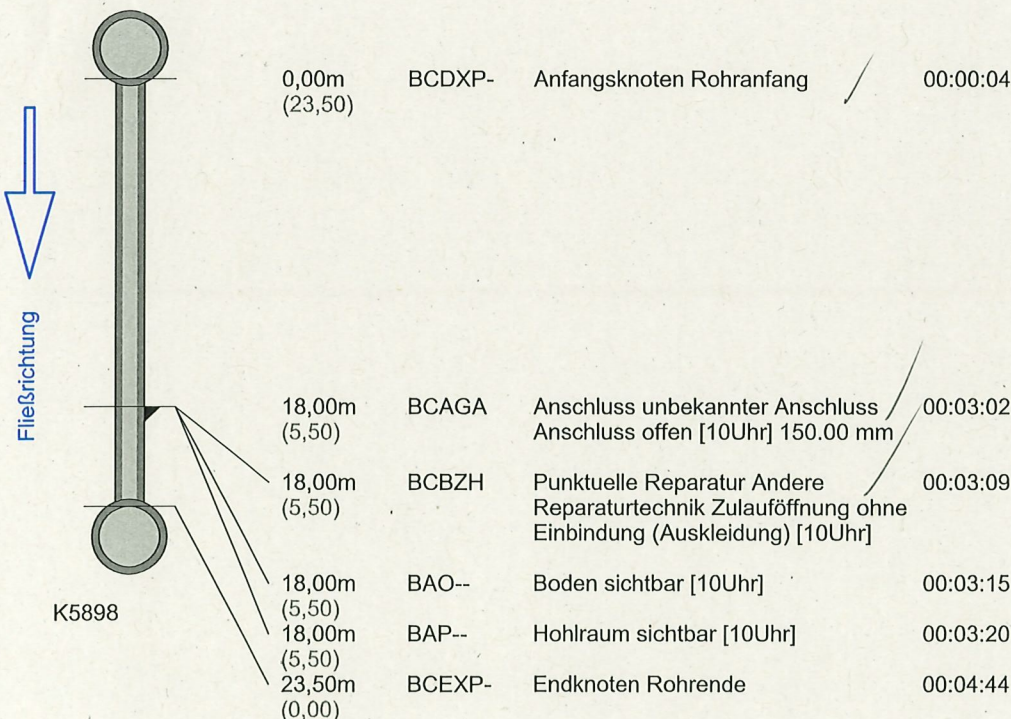 0,00m BCDXP- Anfangsknoten Rohranfang 00:00:04
(23,50)
Fließrichtung
18,00m BCAGA Anschluss unbekannter Anschluss 00:03:02
(5,50) Anschluss offen [10Uhr] 150.00 mm
18,00m BCBZH Punktuelle Reparatur Andere 00:03:09
(5,50) Reparaturtechnik Zulauföffnung ohne
Einbindung (Auskleidung) [10Uhr]
18,00m BAO-- Boden sichtbar [10Uhr] 00:03:15
(5,50)
K5898
18,00m BAP-- Hohlraum sichtbar [10Uhr] 00:03:20
(5,50)
23,50m BCEXP- Endknoten Rohrende 00:04:44
(0,00)